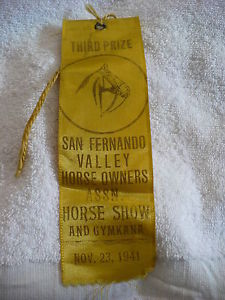 THIRD PRIZE
SAN FERNANDO
VALLEY
HORSE OWNERS
ASSN.
HORSE SHOW
AND GYMKANA
NOV. 23, 1941